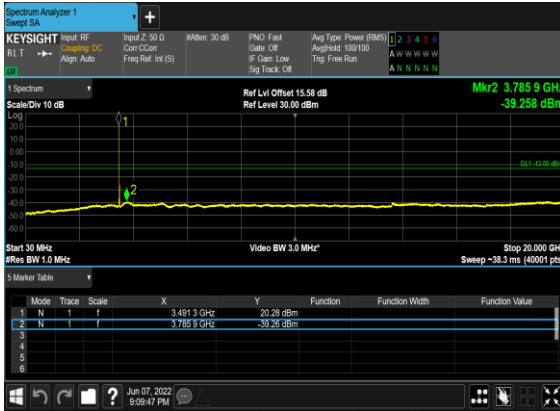 Spectrum Analyzer 1
Swept SA
+
KEYSIGHT
RLT
LW
Input: RF
Coupling: DC
Align: Auto
Input Z: 50 Ω
Corr CCorr
Freq Ref: Int (S)
#Atten: 30 dB
PNO: Fast
Gate: Off
IF Gain: Low
Sig Track: Off
Avg Type: Power (RMS)
Avg|Hold: 100/100
Trig: Free Run
1 2 3 4 5 6
A W W W W W
A N N N N N
1 Spectrum
Scale/Div 10 dB
Ref Lvl Offset 15.58 dB
Ref Level 30.00 dBm
Mkr2 3.785 9 GHz
-39.258 dBm
Log
20.0
10.0
0.00
-10.0
-20.0
-30.0
-40.0
-50.0
-60.0
1
2
DL1 -13.00 dBm
Start 30 MHz
#Res BW 1.0 MHz
Video BW 3.0 MHz*
Stop 20.000 GHz
Sweep ~38.3 ms (40001 pts)
5 Marker Table
Mode Trace Scale X Y Function Function Width Function Value
1 N 1 f 3.491 3 GHz 20.28 dBm
2 N 1 f 3.785 9 GHz -39.26 dBm
3
4
5
6
?
Jun 07, 2022
9:09:47 PM